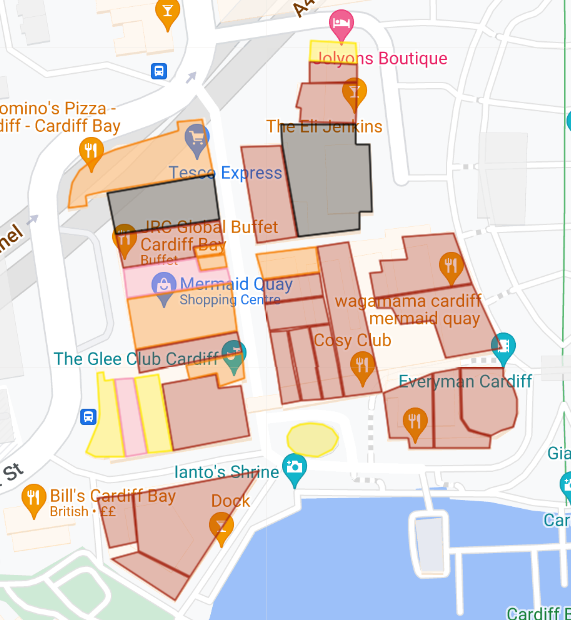 A4
Jolyons Boutique
omino's Pizza -
diff - Cardiff Bay
The Eli Jenkins
Tesco Express
nel
IRC Global Buffet
Cardiff Bay
Buffet
Mermaid Quay
Shopping Centre
wagamama cardiff
mermaid quay
Cosy Club
The Glee Club Cardiff
Everyman Cardiff
St
Ianto's Shrine
Gia
Bill's Cardiff Bay
British • ££
Dock
Car
Cardiff B